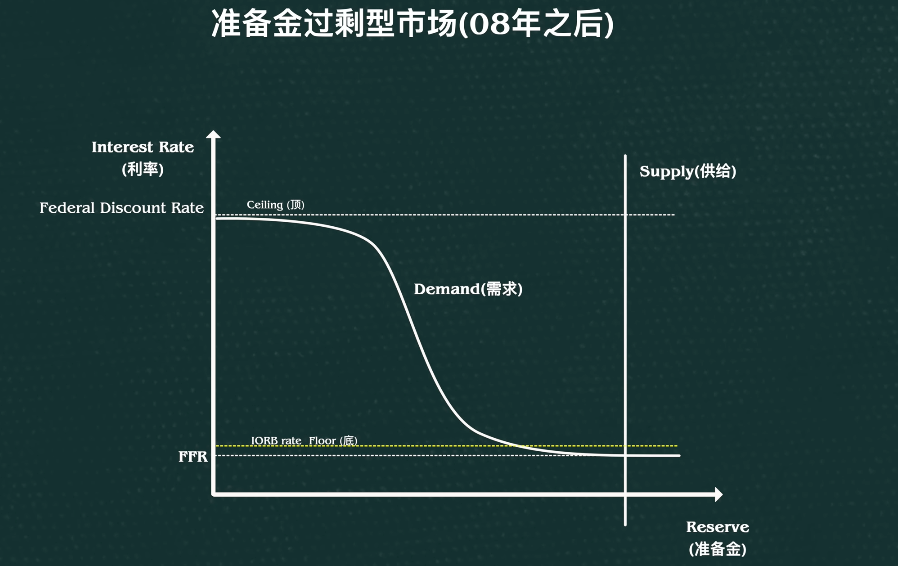 准备金过剩型市场(08年之后)
Interest Rate
(利率)
Supply(供给)
Federal Discount Rate
Ceiling (顶)
Demand(需求)
IORB rate  Floor (底)
FFR
Reserve
(准备金)